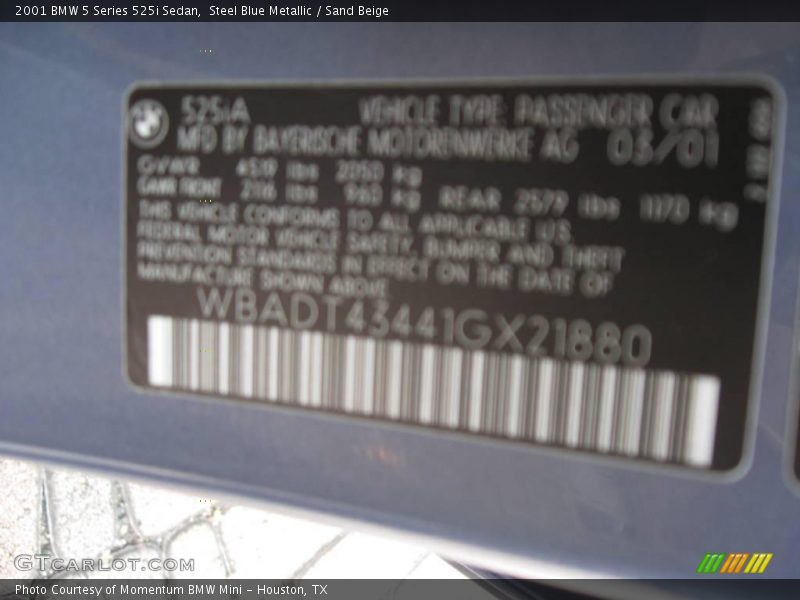 2001 BMW 5 Series 525i Sedan,  Steel Blue Metallic / Sand Beige
525iA VEHICLE TYPE: PASSENGER CAR
MFD BY BAYERISCHE MOTORENWERKE AG 03/01
GVWR 4519 lbs 2050 kg
GAWR FRONT 2116 lbs 960 kg REAR 2579 lbs 1170 kg
THIS VEHICLE CONFORMS TO ALL APPLICABLE U.S.
FEDERAL MOTOR VEHICLE SAFETY, BUMPER AND THEFT
PREVENTION STANDARDS IN EFFECT ON THE DATE OF
MANUFACTURE SHOWN ABOVE
WBADT43441GX21880
GTCARLOT.COM
Photo Courtesy of Momentum BMW Mini - Houston, TX